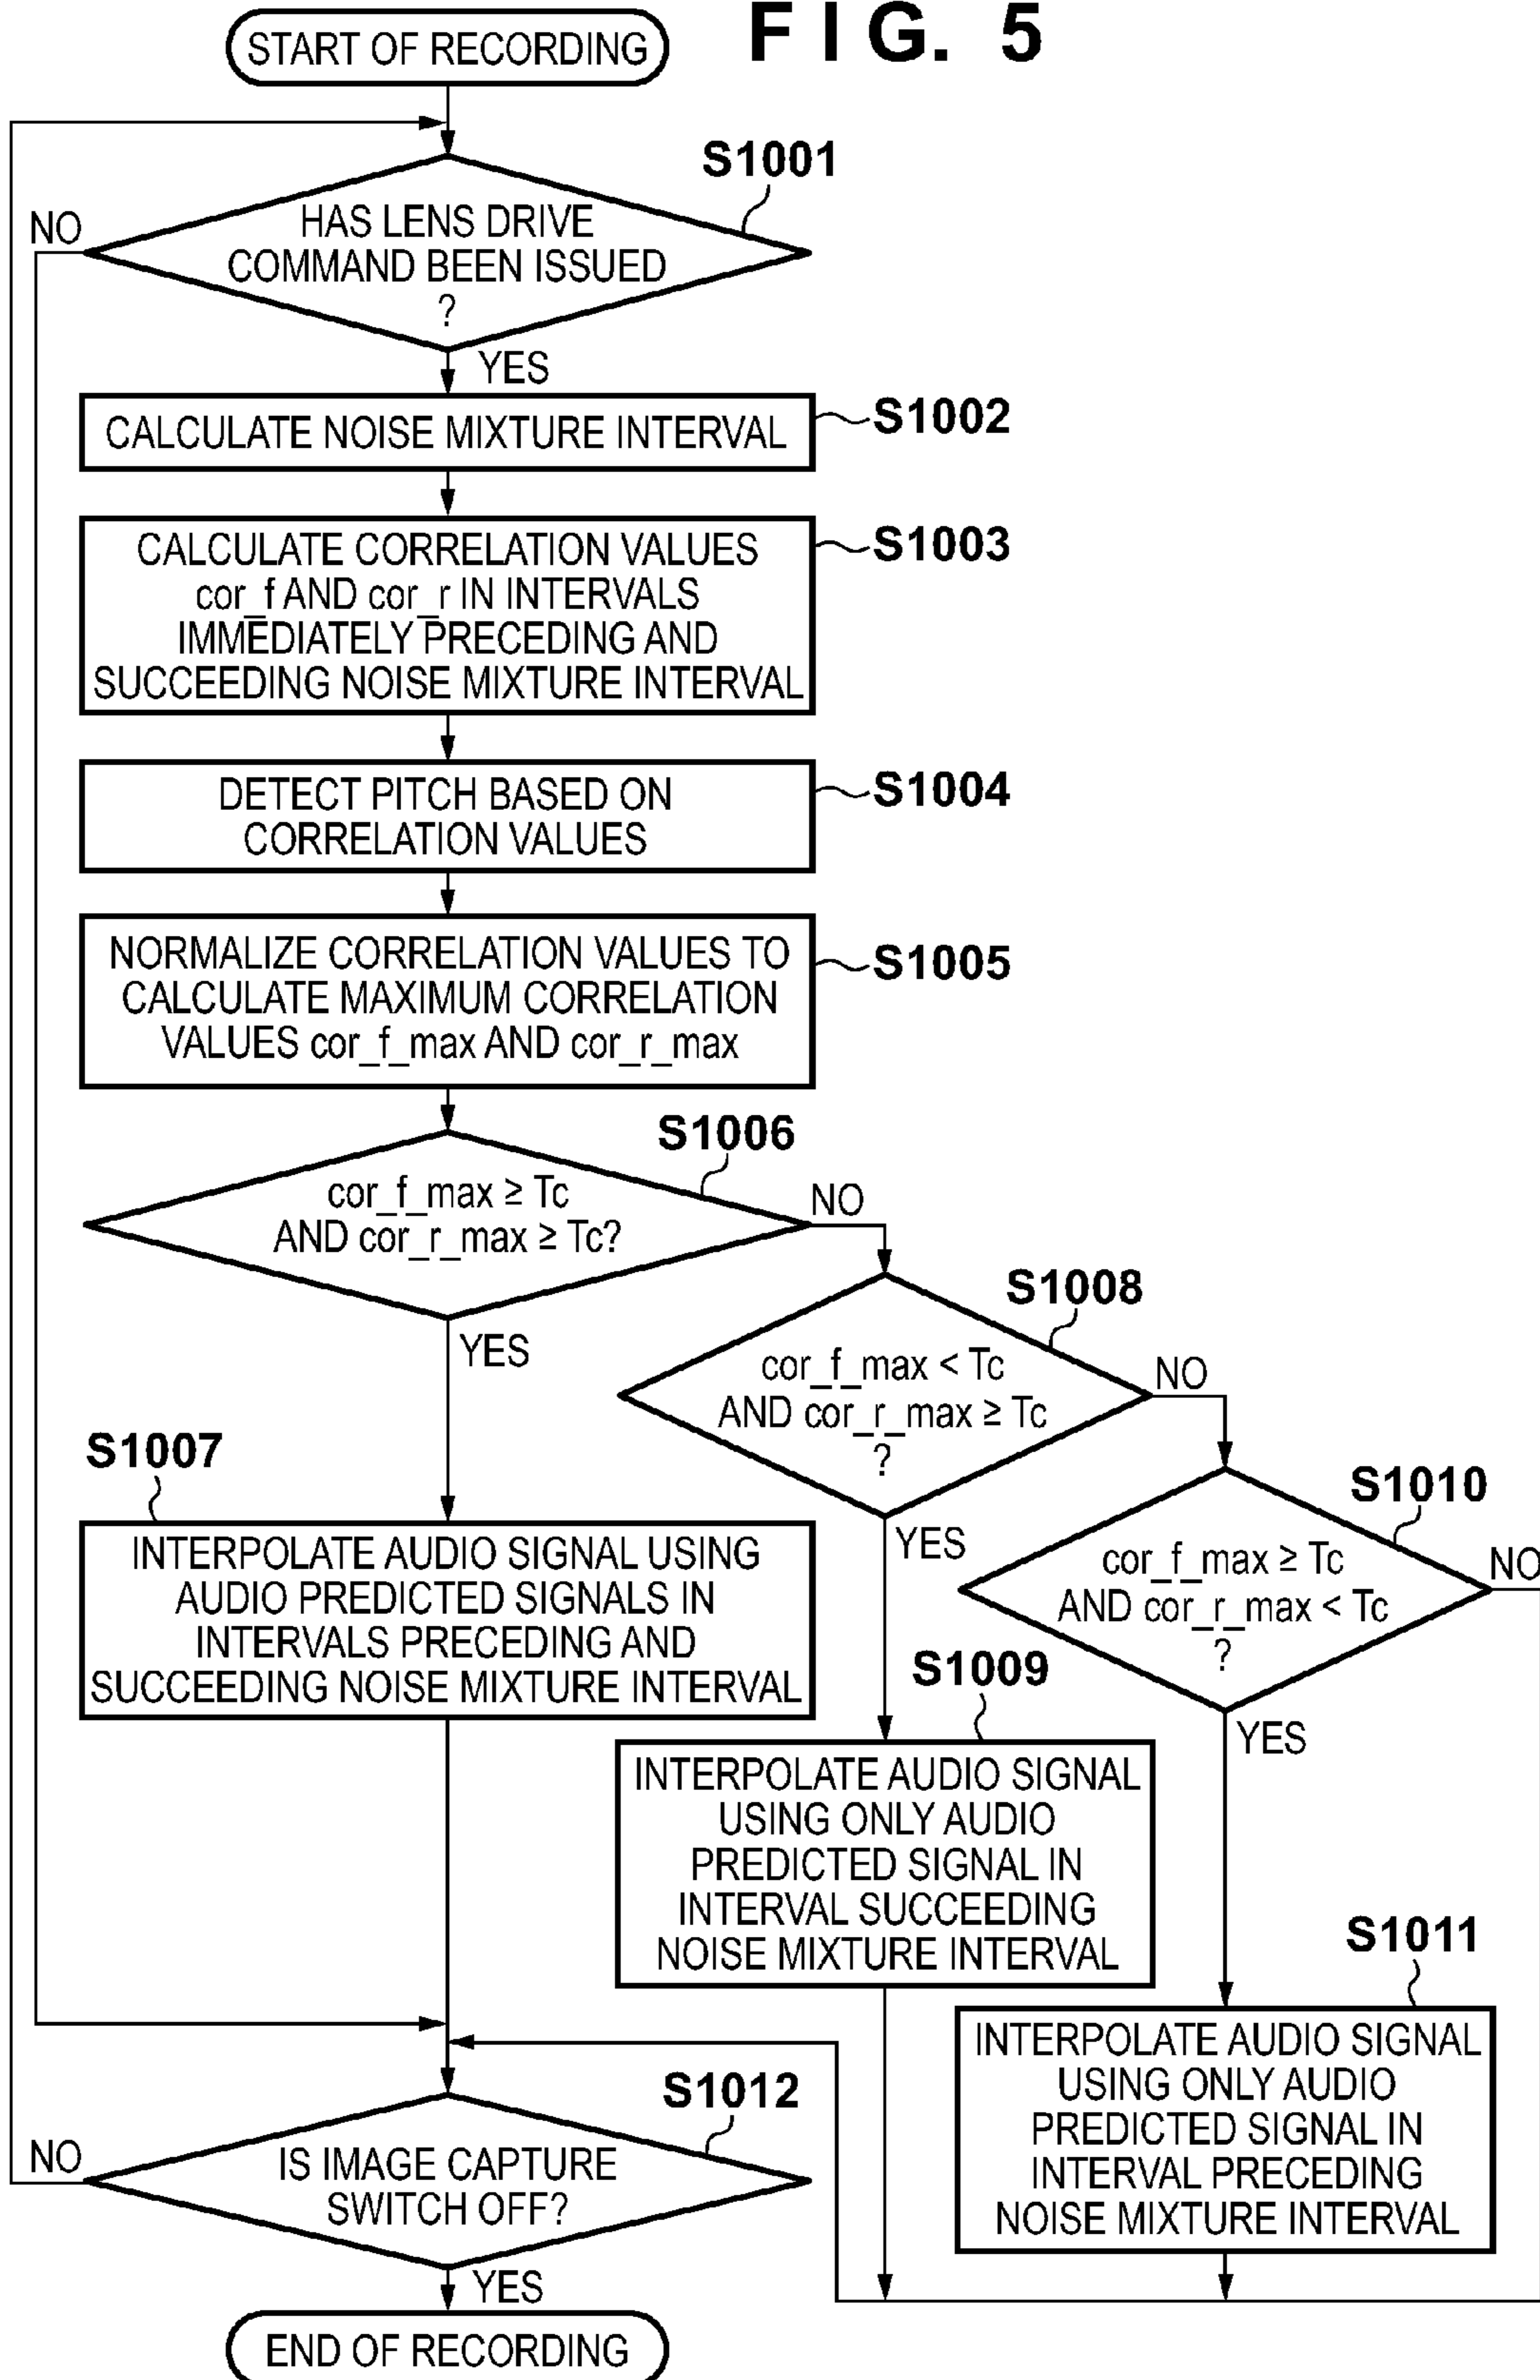 FIG. 5
START OF RECORDING
S1001
HAS LENS DRIVE
COMMAND BEEN ISSUED
?
NO
YES
CALCULATE NOISE MIXTURE INTERVAL
S1002
CALCULATE CORRELATION VALUES
cor_f AND cor_r IN INTERVALS
IMMEDIATELY PRECEDING AND
SUCCEEDING NOISE MIXTURE INTERVAL
S1003
DETECT PITCH BASED ON
CORRELATION VALUES
S1004
NORMALIZE CORRELATION VALUES TO
CALCULATE MAXIMUM CORRELATION
VALUES cor_f_max AND cor_r_max
S1005
S1006
cor_f_max ≥ Tc
AND cor_r_max ≥ Tc?
NO
YES
S1008
cor_f_max < Tc
AND cor_r_max ≥ Tc
?
NO
YES
S1007
INTERPOLATE AUDIO SIGNAL USING
AUDIO PREDICTED SIGNALS IN
INTERVALS PRECEDING AND
SUCCEEDING NOISE MIXTURE INTERVAL
S1010
cor_f_max ≥ Tc
AND cor_r_max < Tc
?
NO
YES
S1009
INTERPOLATE AUDIO SIGNAL
USING ONLY AUDIO
PREDICTED SIGNAL IN
INTERVAL SUCCEEDING
NOISE MIXTURE INTERVAL
S1011
INTERPOLATE AUDIO SIGNAL
USING ONLY AUDIO
PREDICTED SIGNAL IN
INTERVAL PRECEDING
NOISE MIXTURE INTERVAL
S1012
IS IMAGE CAPTURE
SWITCH OFF?
NO
YES
END OF RECORDING